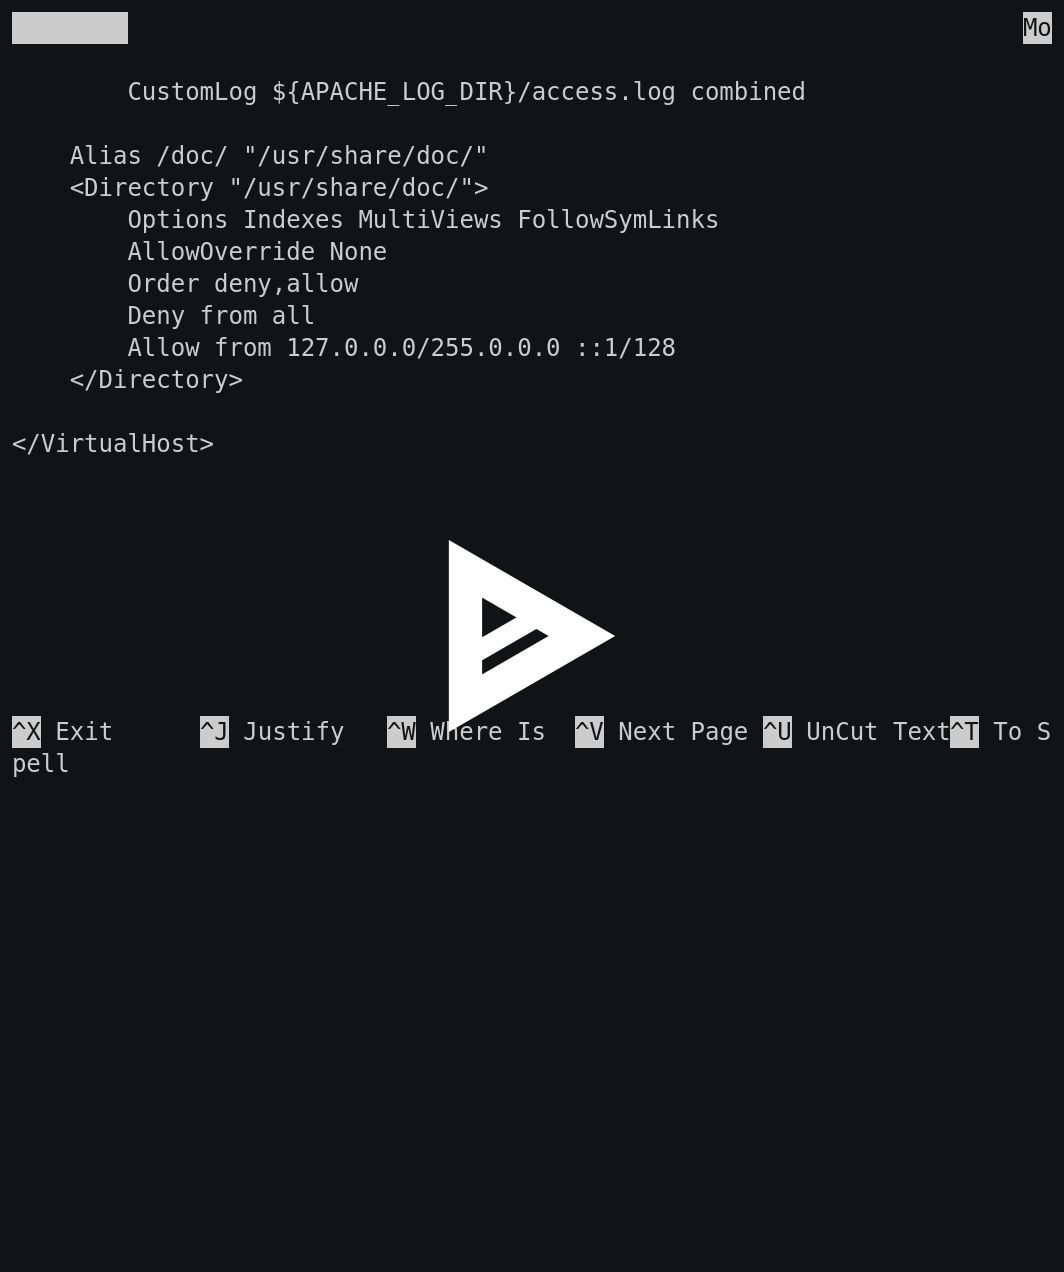 Mo
CustomLog ${APACHE_LOG_DIR}/access.log combined
Alias /doc/ "/usr/share/doc/"
<Directory "/usr/share/doc/">
Options Indexes MultiViews FollowSymLinks
AllowOverride None
Order deny,allow
Deny from all
Allow from 127.0.0.0/255.0.0.0 ::1/128
</Directory>
</VirtualHost>
^X Exit ^J Justify ^W Where Is ^V Next Page ^U UnCut Text^T To S
pell